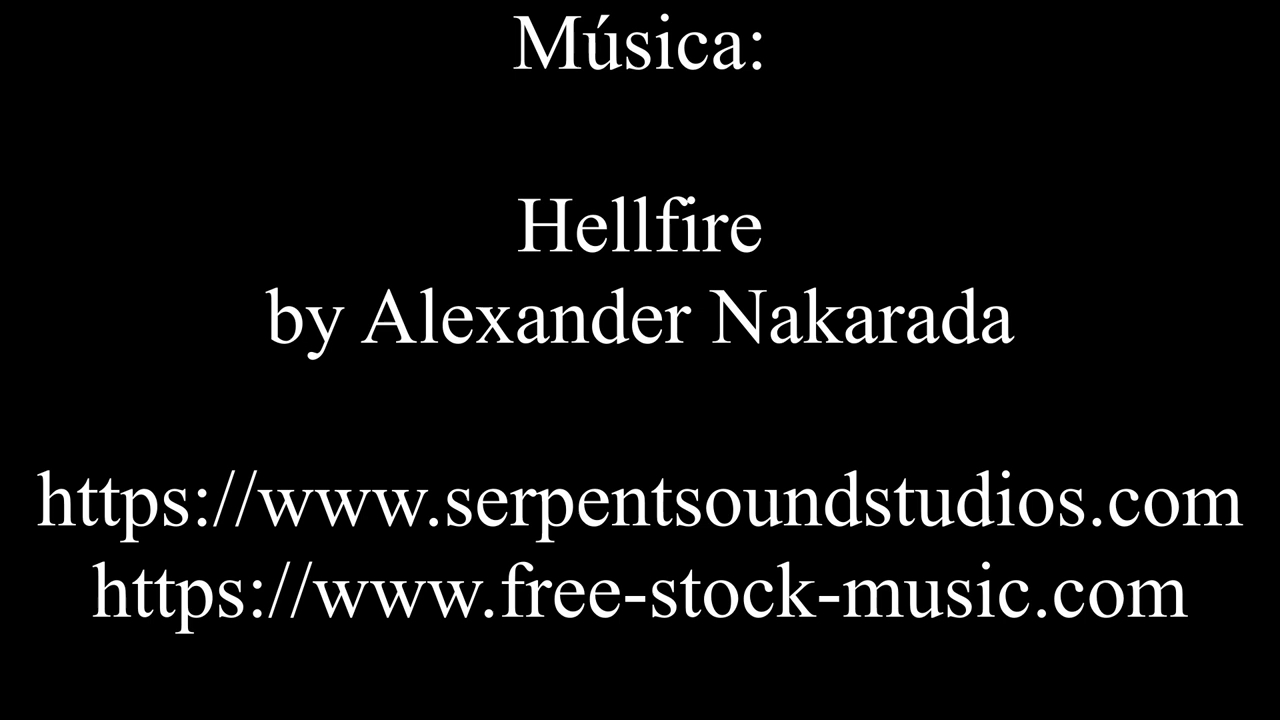 Música:
Hellfire
by Alexander Nakarada
https://www.serpentsoundstudios.com
https://www.free-stock-music.com